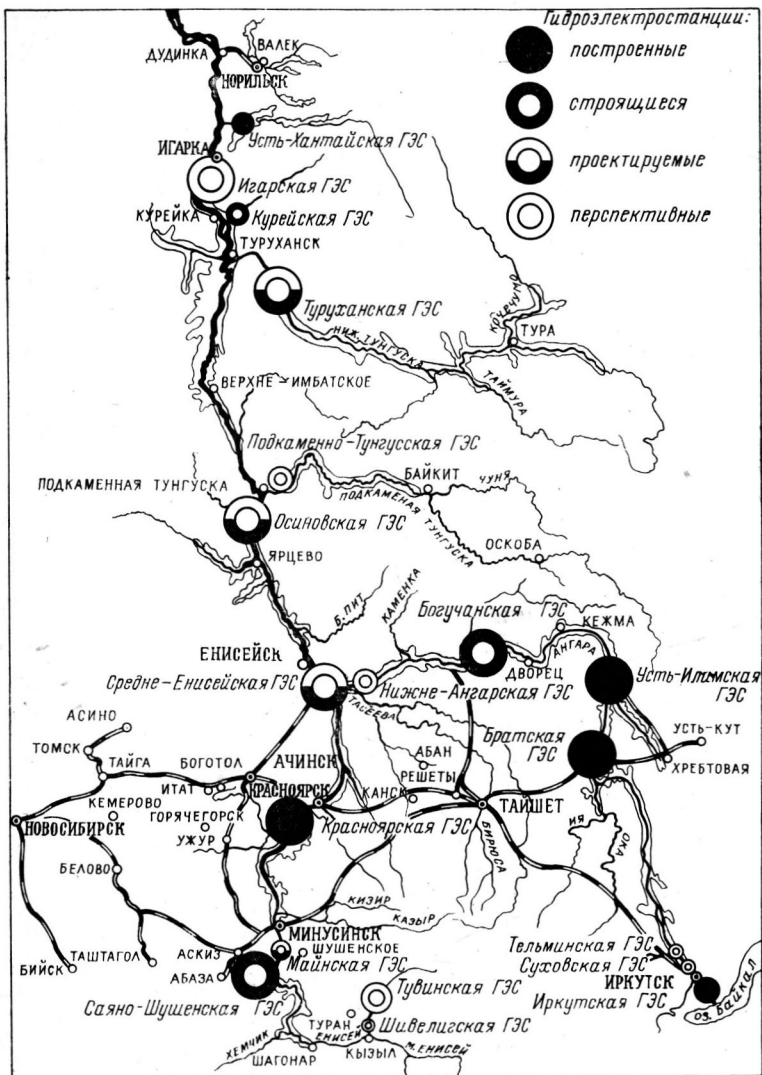 Гидроэлектростанции:
построенные
строящиеся
проектируемые
перспективные
ДУДИНКА
ВАЛЕК
НОРИЛЬСК
Усть-Хантайская ГЭС
ИГАРКА
Игарская ГЭС
КУРЕЙКА
Курейская ГЭС
ТУРУХАНСК
Туруханская ГЭС
КОЧЕЧУМО
ТУРА
НИЖ. ТУНГУСКА
ТАЙМУРА
ВЕРХНЕ-ИМБАТСКОЕ
Подкаменно-Тунгусская ГЭС
ПОДКАМЕННАЯ ТУНГУСКА
БАЙКИТ
ЧУНЯ
ПОДКАМЕНАЯ ТУНГУСКА
Осиновская ГЭС
ОСКОБА
ЯРЦЕВО
Б. ПИТ
КАМЕНКА
Богучанская ГЭС
КЕЖМА
АНГАРА
ЕНИСЕЙСК
ДВОРЕЦ
Средне-Енисейская ГЭС
Нижне-Ангарская ГЭС
Усть-Илимская
ГЭС
ТАСЕЕВА
АСИНО
Братская
ГЭС
УСТЬ-КУТ
ТОМСК
ТАЙГА
БОГОТОЛ
АЧИНСК
АБАН
ХРЕБТОВАЯ
ИТАТ
КРАСНОЯРСК
КАНСК
РЕШЕТЫ
ТАЙШЕТ
КЕМЕРОВО
ГОРЯЧЕГОРСК
НОВОСИБИРСК
УЖУР
Красноярская ГЭС
БИРЮСА
ИЯ
ОКА
БЕЛОВО
КИЗИР
КАЗЫР
МИНУСИНСК
ШУШЕНСКОЕ
БИЙСК
ТАШТАГОЛ
АСКИЗ
АБАЗА
Майнская ГЭС
Тельминская ГЭС
Суховская ГЭС
ИРКУТСК
Иркутская ГЭС
ОЗ. БАЙКАЛ
Саяно-Шушенская ГЭС
Тувинская ГЭС
ТУРАН
Шивелигская ГЭС
ХЕМЧИК
ЕНИСЕЙ
ШАГОНАР
КЫЗЫЛ
М. ЕНИСЕЙ